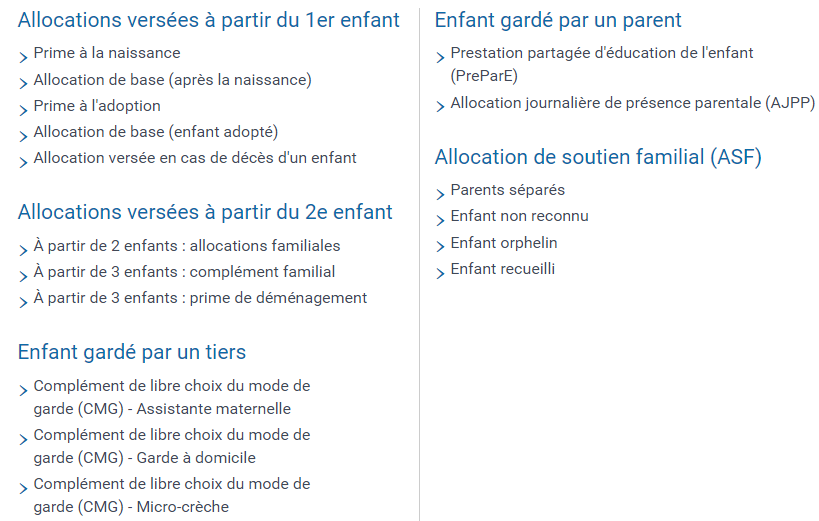 Allocations versées à partir du 1er enfant
Prime à la naissance
Allocation de base (après la naissance)
Prime à l'adoption
Allocation de base (enfant adopté)
Allocation versée en cas de décès d'un enfant
Allocations versées à partir du 2e enfant
À partir de 2 enfants : allocations familiales
À partir de 3 enfants : complément familial
À partir de 3 enfants : prime de déménagement
Enfant gardé par un tiers
Complément de libre choix du mode de
garde (CMG) - Assistante maternelle
Complément de libre choix du mode de
garde (CMG) - Garde à domicile
Complément de libre choix du mode de
garde (CMG) - Micro-crèche
Enfant gardé par un parent
Prestation partagée d'éducation de l'enfant
(PreParE)
Allocation journalière de présence parentale (AJPP)
Allocation de soutien familial (ASF)
Parents séparés
Enfant non reconnu
Enfant orphelin
Enfant recueilli